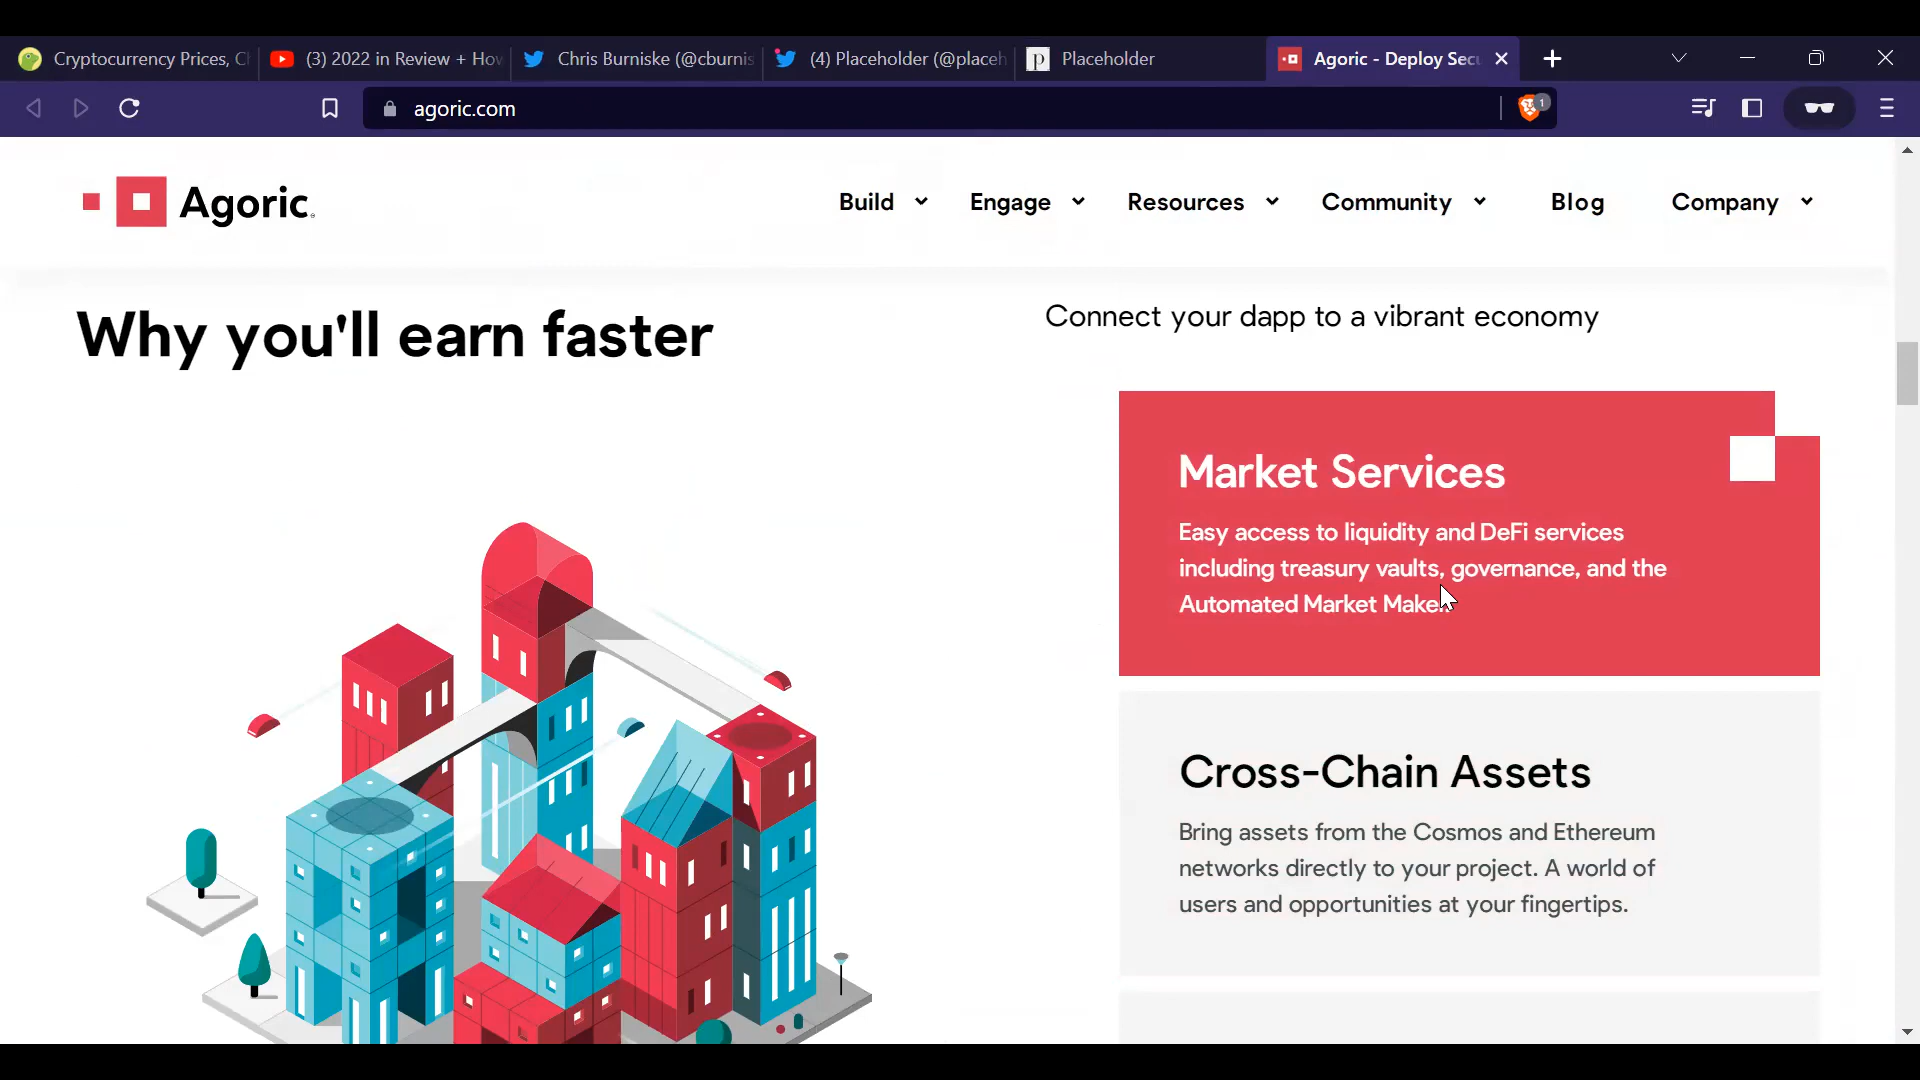 Cryptocurrency Prices, C
(3) 2022 in Review + How
Chris Burniske (@cburnis
(4) Placeholder (@placeh
p
Placeholder
Agoric - Deploy Secu
agoric.com
1
Agoric
Build
Engage
Resources
Community
Blog
Company
Why you'll earn faster
Connect your dapp to a vibrant economy
Market Services
Easy access to liquidity and DeFi services
including treasury vaults, governance, and the
Automated Market Maker.
Cross-Chain Assets
Bring assets from the Cosmos and Ethereum
networks directly to your project. A world of
users and opportunities at your fingertips.